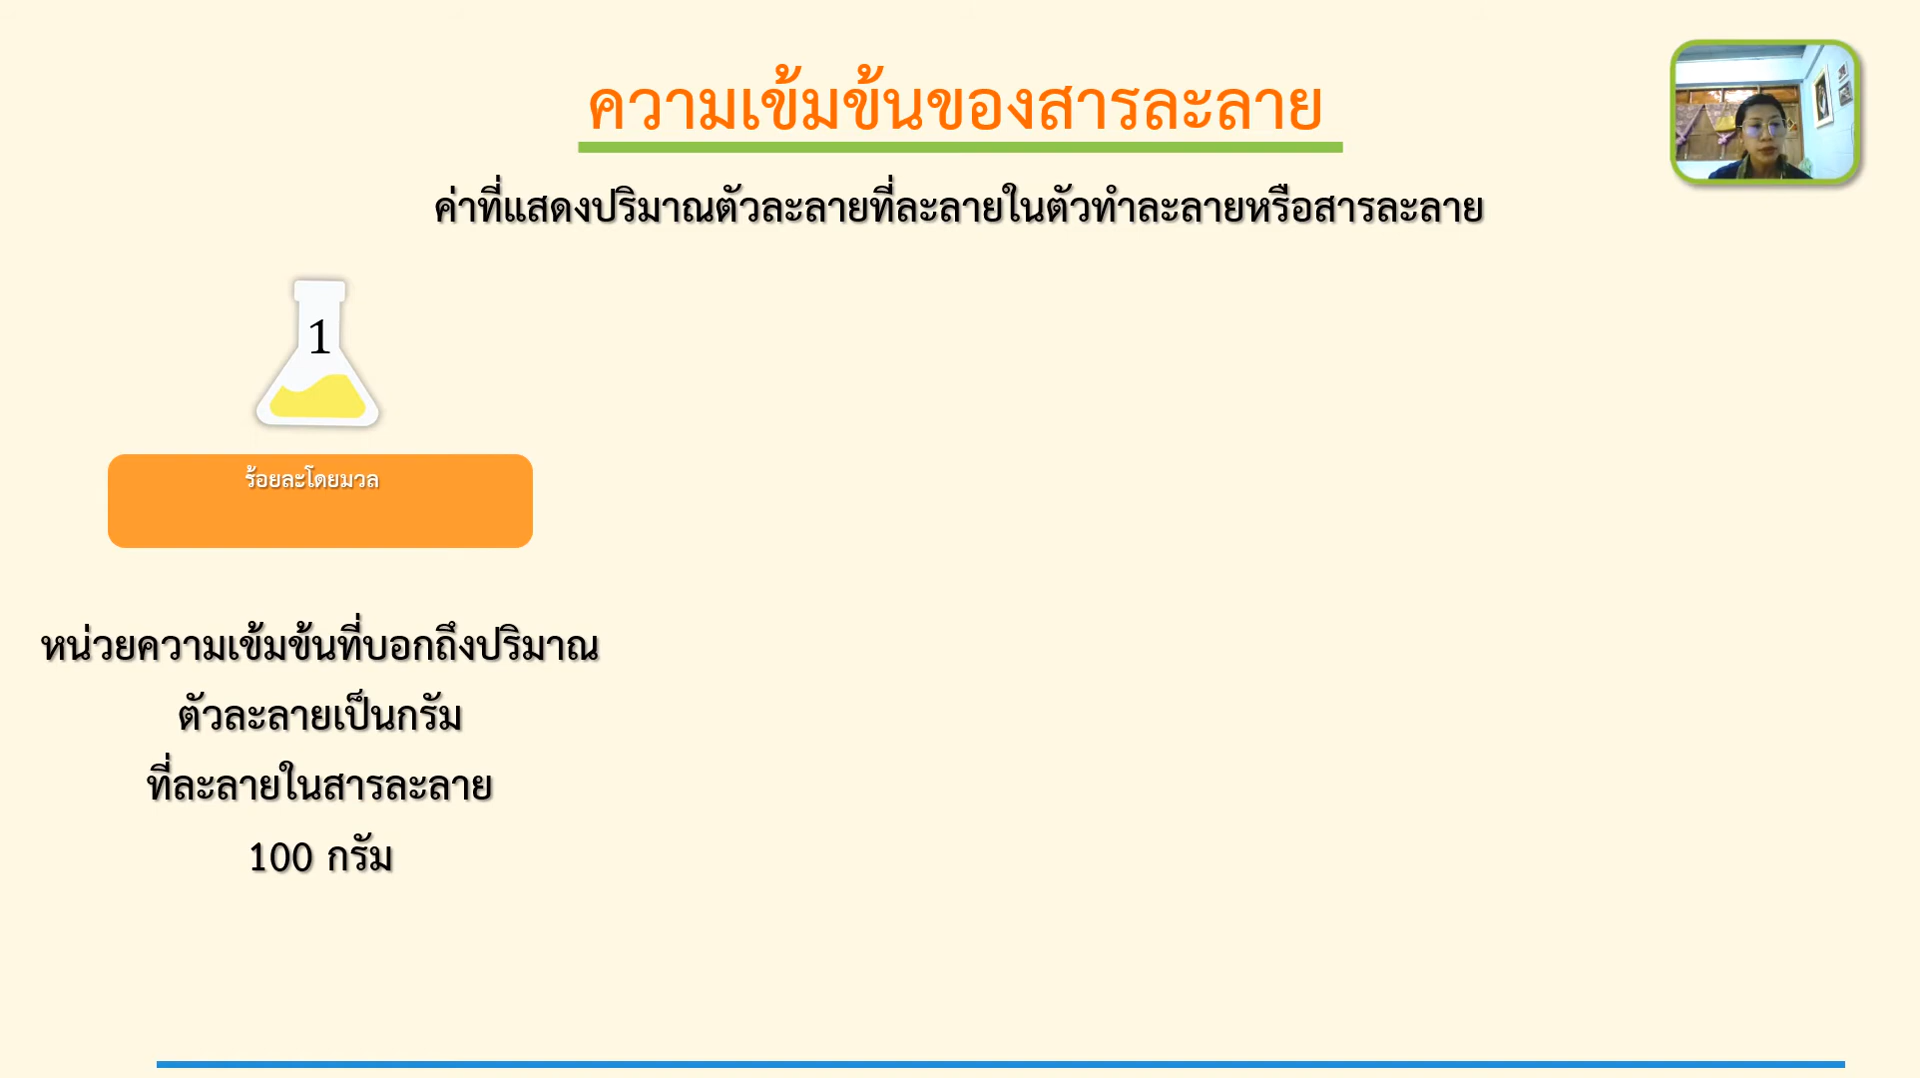 ความเข้มข้นของสารละลาย
ค่าที่แสดงปริมาณตัวละลายที่ละลายในตัวทำละลายหรือสารละลาย
1
ร้อยละโดยมวล
หน่วยความเข้มข้นที่บอกถึงปริมาณ
ตัวละลายเป็นกรัม
ที่ละลายในสารละลาย
100 กรัม